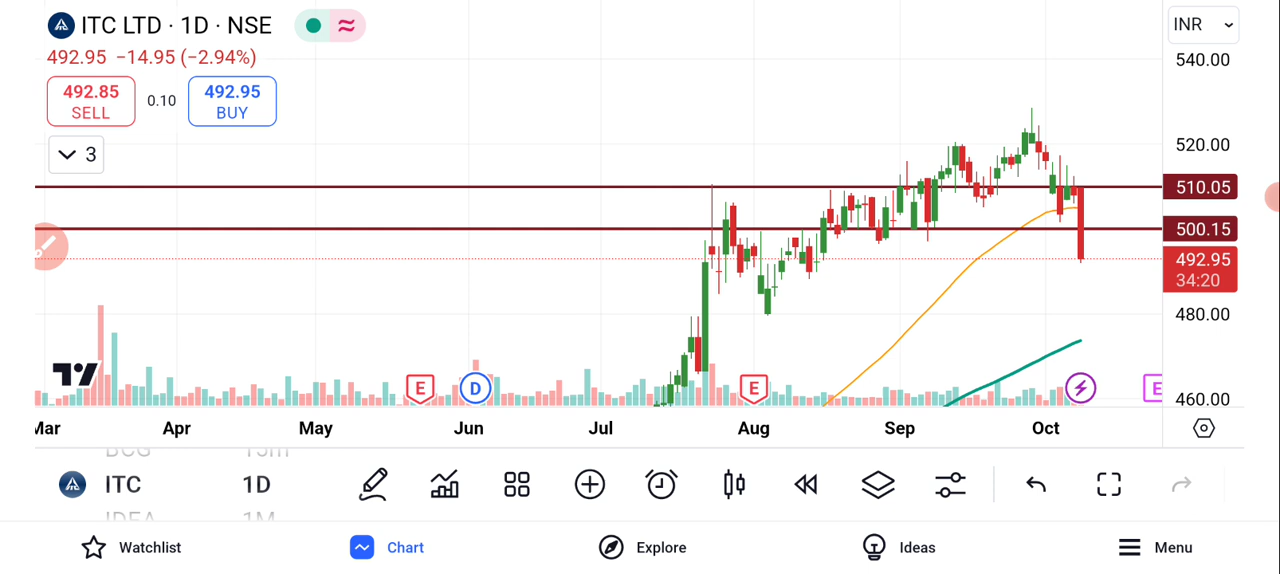 ITC LTD · 1D · NSE
INR
492.95 −14.95 (−2.94%)
540.00
492.85
SELL
0.10
492.95
BUY
3
520.00
510.05
500.15
492.95
34:20
480.00
460.00
E
D
E
E
Mar
Apr
May
Jun
Jul
Aug
Sep
Oct
BCG 15m
ITC 1D
IDEA 1M
Watchlist
Chart
Explore
Ideas
Menu